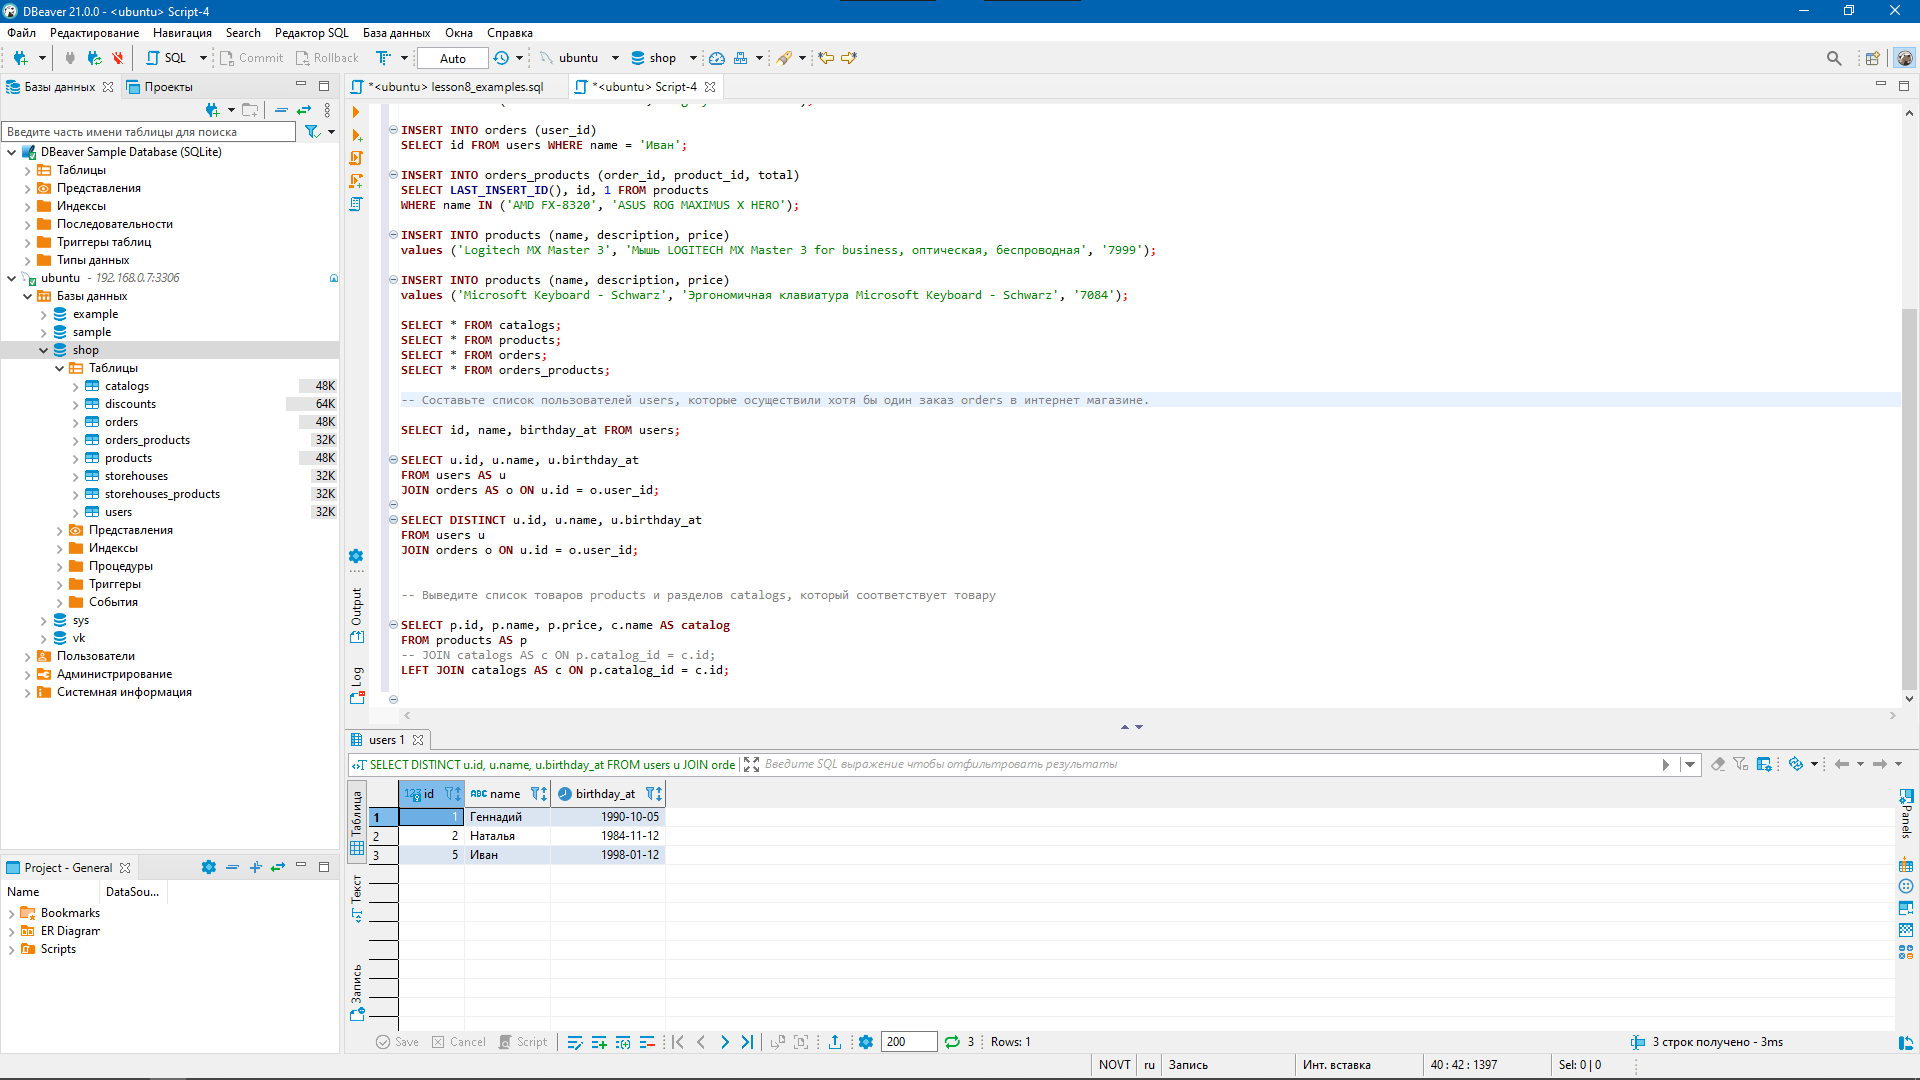 DBeaver 21.0.0 - <ubuntu> Script-4
Файл Редактирование Навигация Search Редактор SQL База данных Окна Справка
SQL Commit Rollback Auto ubuntu shop
Базы данных Проекты
Введите часть имени таблицы для поиска
DBeaver Sample Database (SQLite)
Таблицы
Представления
Индексы
Последовательности
Триггеры таблиц
Типы данных
ubuntu - 192.168.0.7:3306
Базы данных
example
sample
shop
Таблицы
catalogs 48K
discounts 64K
orders 48K
orders_products 32K
products 48K
storehouses 32K
storehouses_products 32K
users 32K
Представления
Индексы
Процедуры
Триггеры
События
sys
vk
Пользователи
Администрирование
Системная информация
Project - General
Name DataSou...
Bookmarks
ER Diagram
Scripts
*<ubuntu> lesson8_examples.sql *<ubuntu> Script-4
INSERT INTO orders (user_id)
SELECT id FROM users WHERE name = 'Иван';
INSERT INTO orders_products (order_id, product_id, total)
SELECT LAST_INSERT_ID(), id, 1 FROM products
WHERE name IN ('AMD FX-8320', 'ASUS ROG MAXIMUS X HERO');
INSERT INTO products (name, description, price)
values ('Logitech MX Master 3', 'Мышь LOGITECH MX Master 3 for business, оптическая, беспроводная', '7999');
INSERT INTO products (name, description, price)
values ('Microsoft Keyboard - Schwarz', 'Эргономичная клавиатура Microsoft Keyboard - Schwarz', '7084');
SELECT * FROM catalogs;
SELECT * FROM products;
SELECT * FROM orders;
SELECT * FROM orders_products;
-- Составьте список пользователей users, которые осуществили хотя бы один заказ orders в интернет магазине.
SELECT id, name, birthday_at FROM users;
SELECT u.id, u.name, u.birthday_at
FROM users AS u
JOIN orders AS o ON u.id = o.user_id;
SELECT DISTINCT u.id, u.name, u.birthday_at
FROM users u
JOIN orders o ON u.id = o.user_id;
-- Выведите список товаров products и разделов catalogs, который соответствует товару
SELECT p.id, p.name, p.price, c.name AS catalog
FROM products AS p
-- JOIN catalogs AS c ON p.catalog_id = c.id;
LEFT JOIN catalogs AS c ON p.catalog_id = c.id;
Output
Log
users 1
SELECT DISTINCT u.id, u.name, u.birthday_at FROM users u JOIN orde Введите SQL выражение чтобы отфильтровать результаты
Таблица
Текст
Запись
123 id ABC name birthday_at
1 1 Геннадий 1990-10-05
2 2 Наталья 1984-11-12
3 5 Иван 1998-01-12
Panels
Save Cancel Script 200 3 Rows: 1 3 строк получено - 3ms
NOVT ru Запись Инт. вставка 40 : 42 : 1397 Sel: 0 | 0